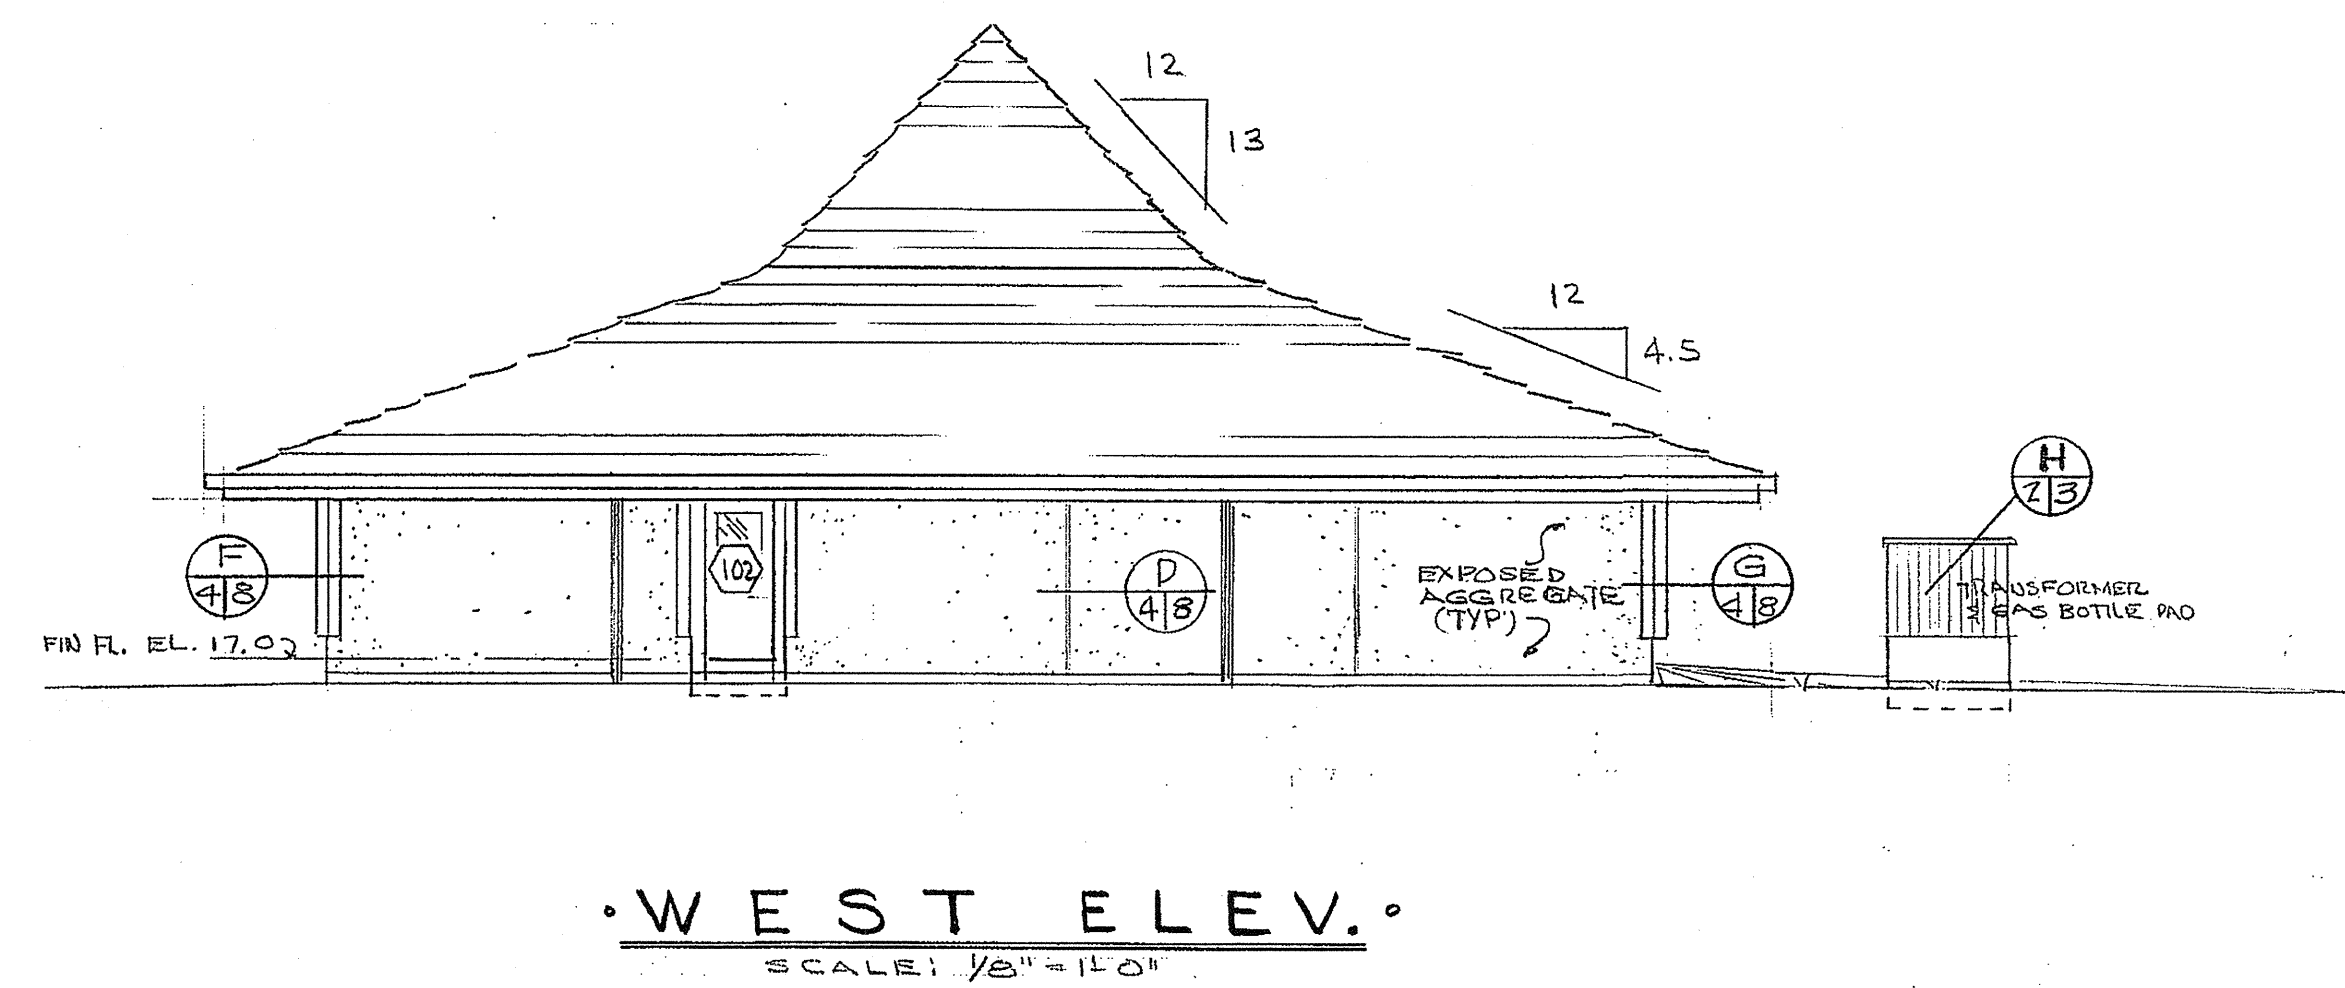 12
13
12
4.5
H
2 3
F
4 8
102
D
4 8
EXPOSED
AGGREGATE
(TYP.)
G
4 8
TRANSFORMER
GAS BOTTLE PAD
FIN FL. EL. 17.02
• WEST ELEV. •
SCALE: 1/8" = 1'-0"